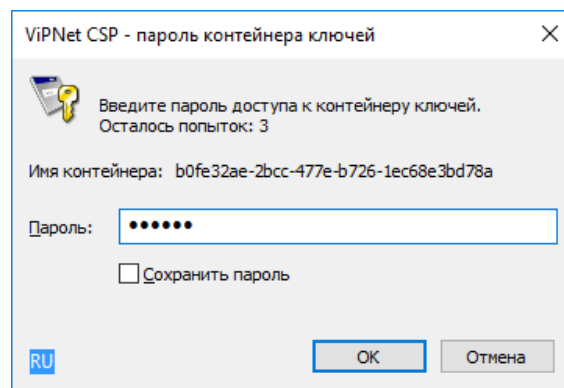 ViPNet CSP - пароль контейнера ключей
Введите пароль доступа к контейнеру ключей.
Осталось попыток: 3
Имя контейнера: b0fe32ae-2bcc-477e-b726-1ec68e3bd78a
Пароль: ••••••
Сохранить пароль
RU
OK
Отмена